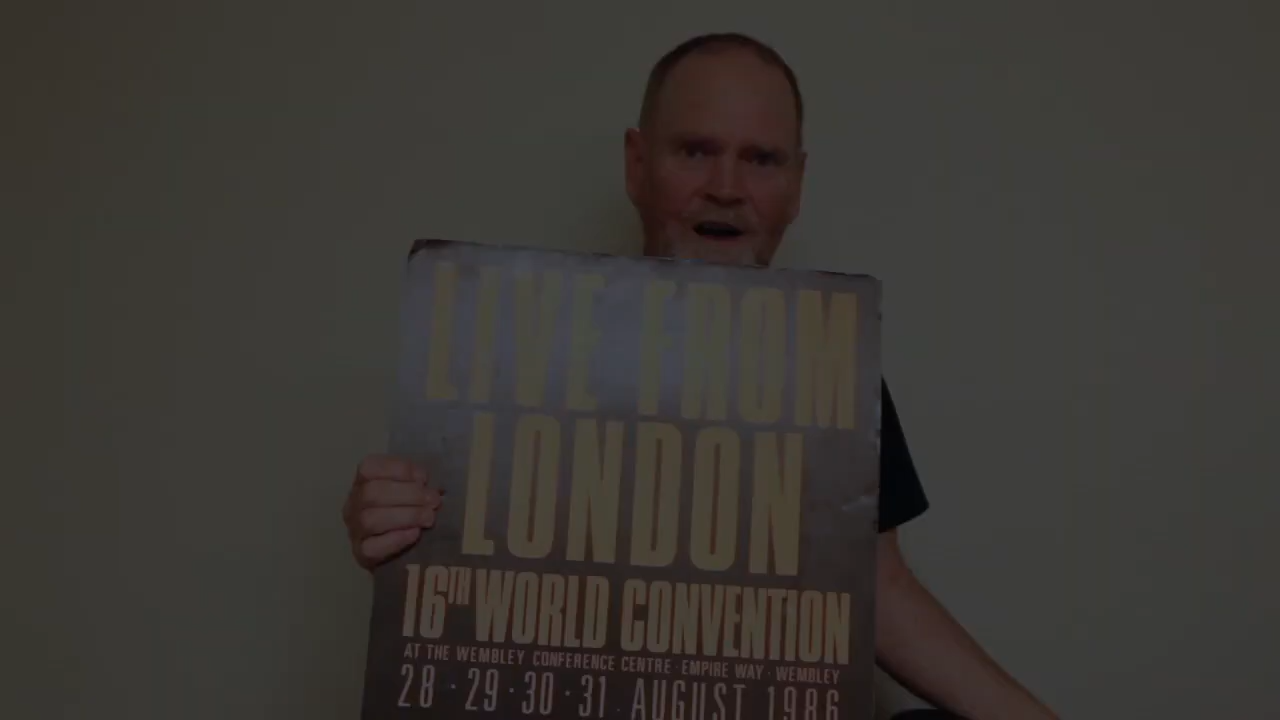 LIVE FROM
LONDON
16TH WORLD CONVENTION
AT THE WEMBLEY CONFERENCE CENTRE · EMPIRE WAY · WEMBLEY
28 · 29 · 30 · 31 AUGUST 1986